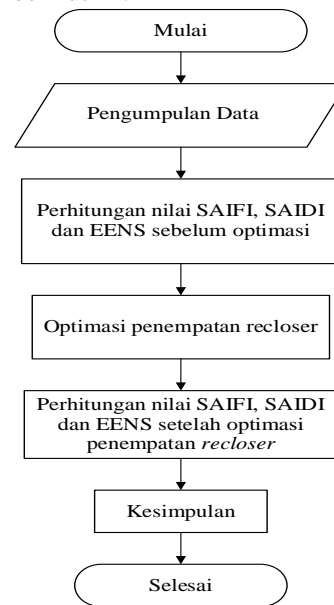 Mulai
Pengumpulan Data
Perhitungan nilai SAIFI, SAIDI
dan EENS sebelum optimasi
Optimasi penempatan recloser
Perhitungan nilai SAIFI, SAIDI
dan EENS setelah optimasi
penempatan recloser
Kesimpulan
Selesai